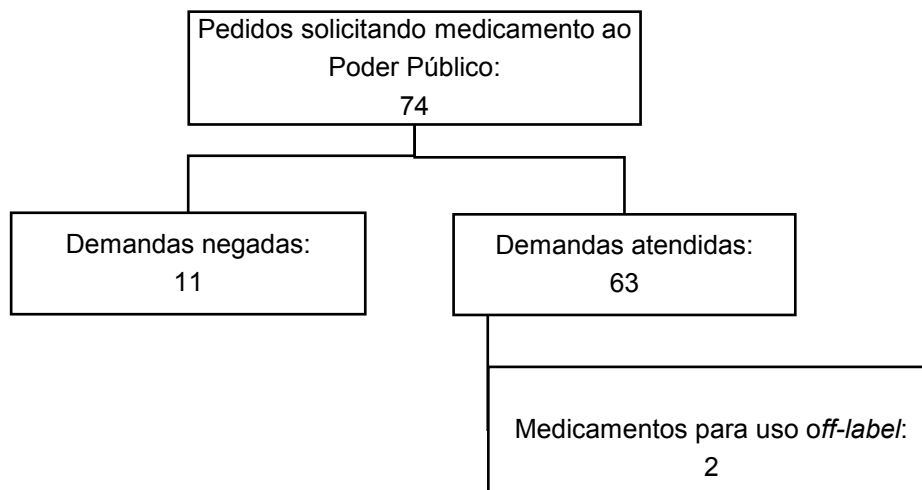 Pedidos solicitando medicamento ao
Poder Público:
74
Demandas negadas:
11
Demandas atendidas:
63
Medicamentos para uso off-label:
2